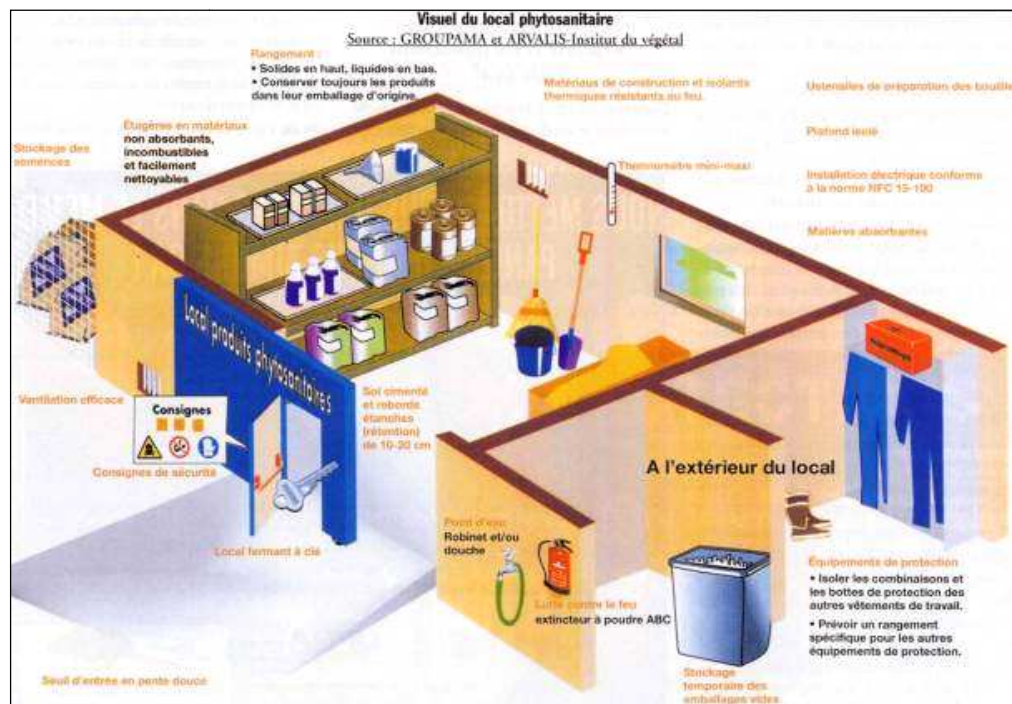 Visuel du local phytosanitaire
Source : GROUPAMA et ARVALIS-Institut du végétal
Rangement :
• Solides en haut, liquides en bas.
• Conserver toujours les produits
dans leur emballage d'origine.
Matériaux de construction et isolants
thermiques résistants au feu.
Ustensiles de préparation des bouillies
Étagères en matériaux
non absorbants,
incombustibles
et facilement
nettoyables
Stockage des
semences
Plafond isolé
Thermomètre mini-maxi
Installation électrique conforme
à la norme NFC 15-100
Matières absorbantes
Local produits phytosanitaires
Ventilation efficace
Consignes
Consignes de sécurité
Sol cimenté
et rebords
étanches
(rétention)
de 10-20 cm
Local fermant à clé
A l'extérieur du local
Point d'eau
Robinet et/ou
douche
Lutte contre le feu
extincteur à poudre ABC
Équipements de protection
• Isoler les combinaisons et
les bottes de protection des
autres vêtements de travail.
• Prévoir un rangement
spécifique pour les autres
équipements de protection.
Stockage
temporaire des
emballages vides
Seuil d'entrée en pente douce